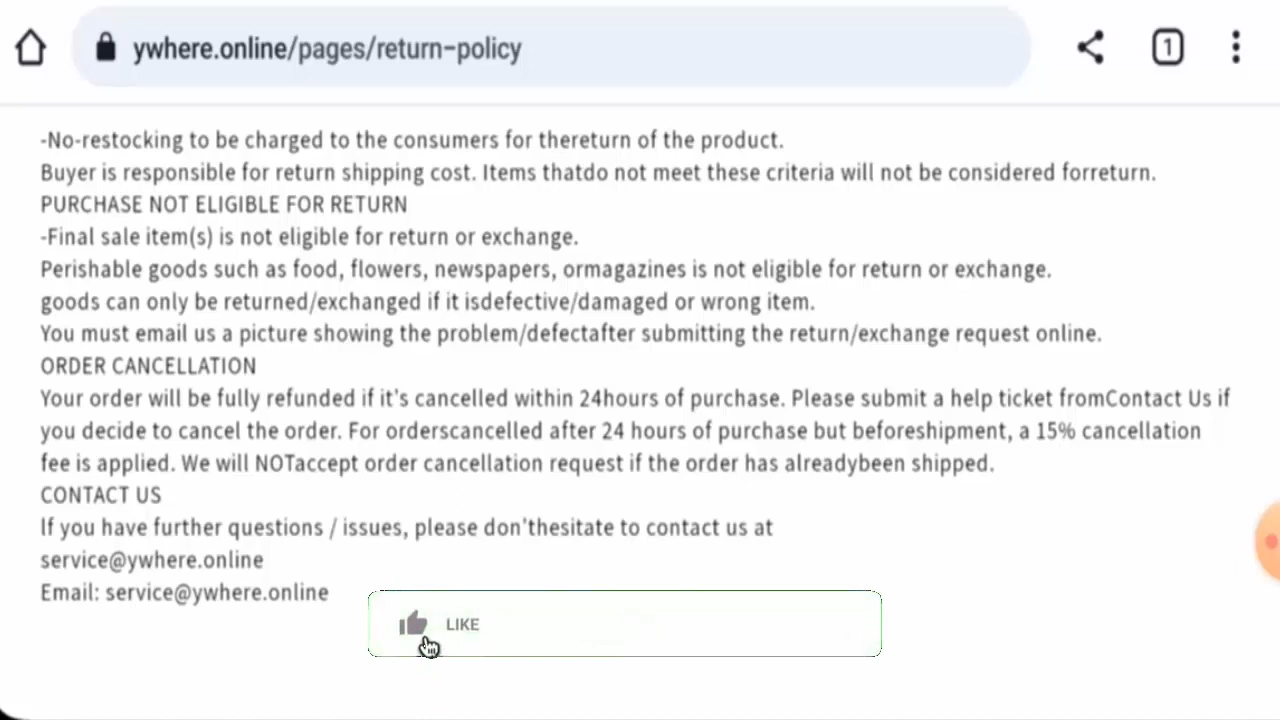 ywhere.online/pages/return-policy
1
-No-restocking to be charged to the consumers for thereturn of the product.
Buyer is responsible for return shipping cost. Items thatdo not meet these criteria will not be considered forreturn.
PURCHASE NOT ELIGIBLE FOR RETURN
-Final sale item(s) is not eligible for return or exchange.
Perishable goods such as food, flowers, newspapers, ormagazines is not eligible for return or exchange.
goods can only be returned/exchanged if it isdefective/damaged or wrong item.
You must email us a picture showing the problem/defectafter submitting the return/exchange request online.
ORDER CANCELLATION
Your order will be fully refunded if it's cancelled within 24hours of purchase. Please submit a help ticket fromContact Us if
you decide to cancel the order. For orderscancelled after 24 hours of purchase but beforeshipment, a 15% cancellation
fee is applied. We will NOTaccept order cancellation request if the order has alreadybeen shipped.
CONTACT US
If you have further questions / issues, please don'thesitate to contact us at
service@ywhere.online
Email: service@ywhere.online
LIKE